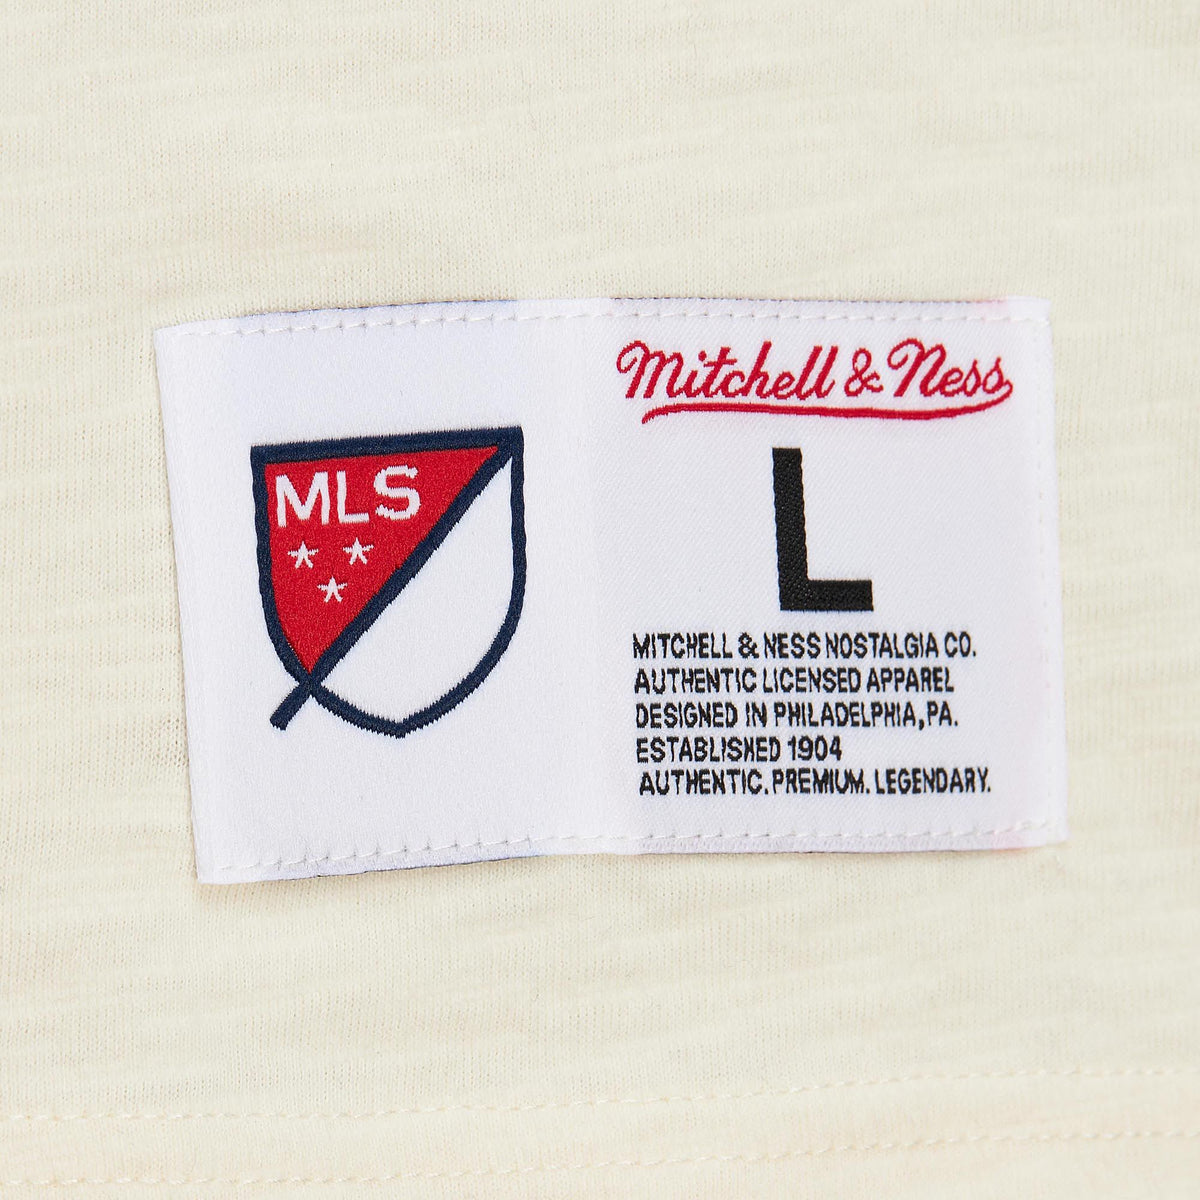 MLS
Mitchell & Ness
L
MITCHELL & NESS NOSTALGIA CO.
AUTHENTIC LICENSED APPAREL
DESIGNED IN PHILADELPHIA, PA.
ESTABLISHED 1904
AUTHENTIC. PREMIUM. LEGENDARY.